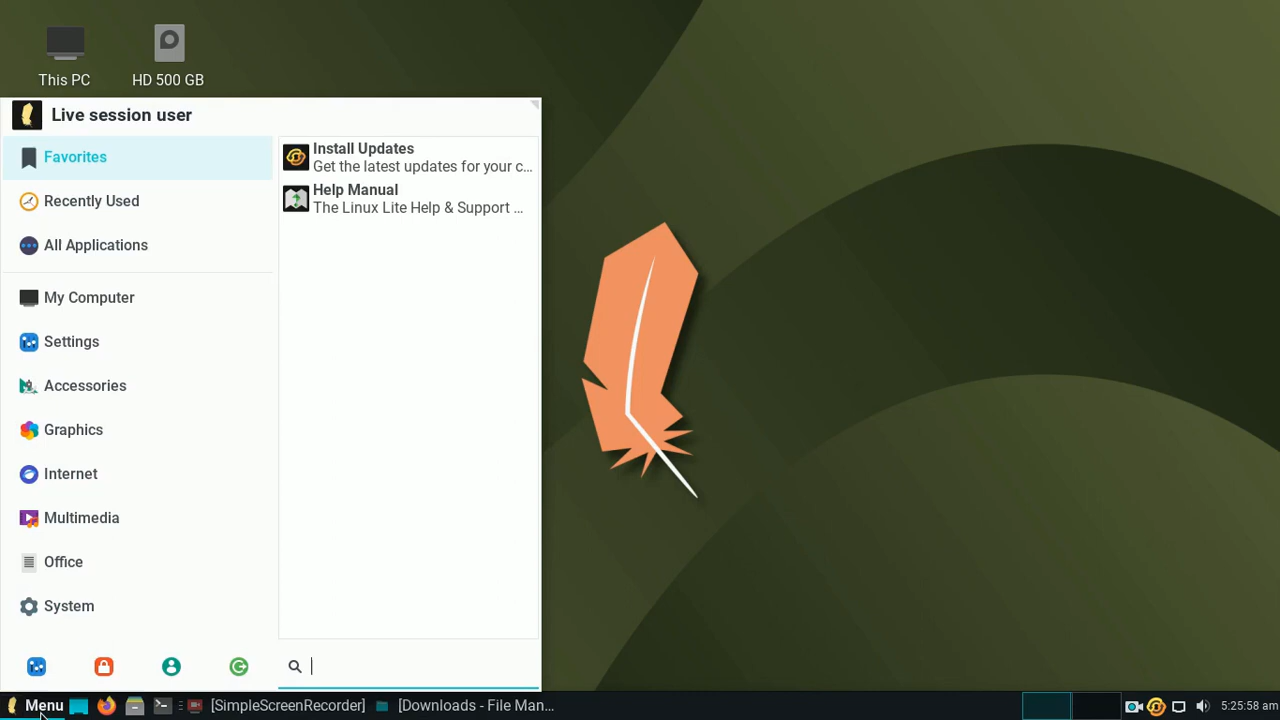 This PC
HD 500 GB
Live session user
Favorites
Recently Used
All Applications
My Computer
Settings
Accessories
Graphics
Internet
Multimedia
Office
System
Install Updates
Get the latest updates for your c...
Help Manual
The Linux Lite Help & Support ...
Menu
[SimpleScreenRecorder]
[Downloads - File Man...
5:25:58 am